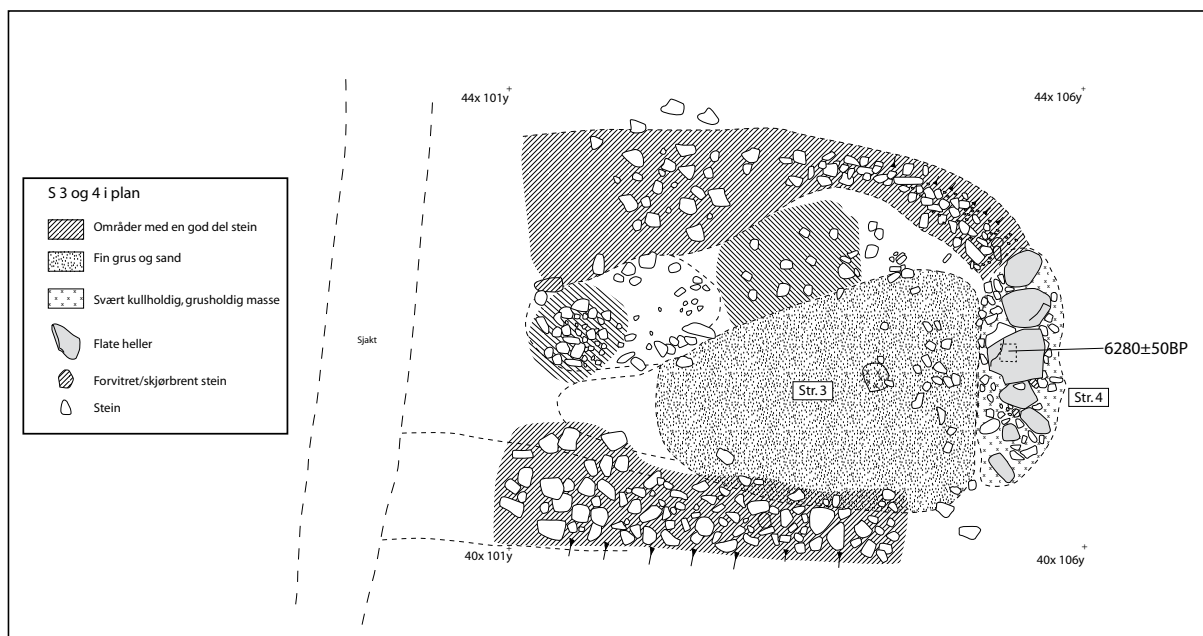 44x 101y
44x 106y
S 3 og 4 i plan
Områder med en god del stein
Fin grus og sand
Svært kullholdig, grusholdig masse
Flate heller
Forvitret/skjørbrent stein
Stein
Sjakt
6280±50BP
Str. 3
Str. 4
40x 101y
40x 106y